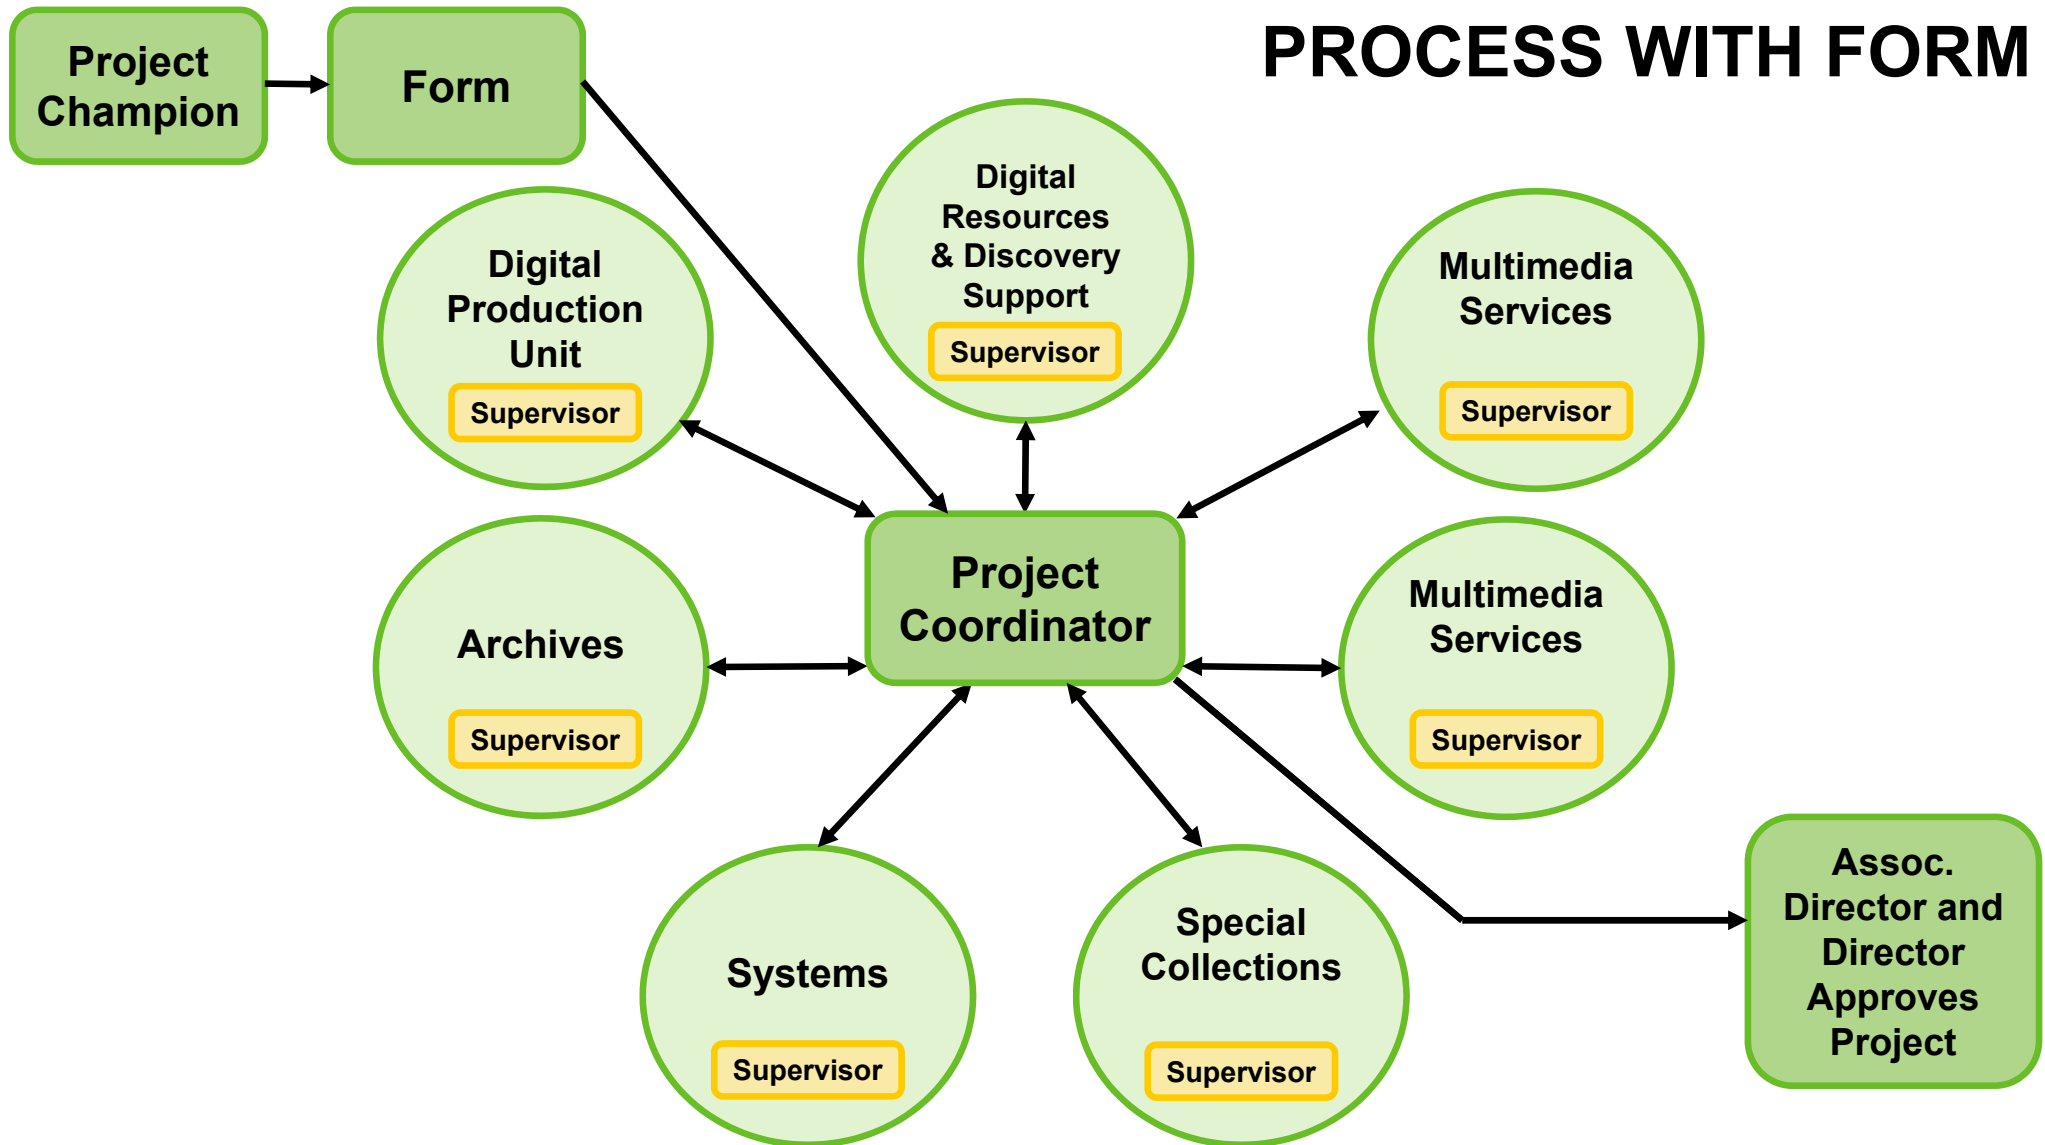 PROCESS WITH FORM
Project
Champion
Form
Digital
Resources
& Discovery
Support
Supervisor
Digital
Production
Unit
Supervisor
Multimedia
Services
Supervisor
Project
Coordinator
Archives
Supervisor
Multimedia
Services
Supervisor
Systems
Supervisor
Special
Collections
Supervisor
Assoc.
Director and
Director
Approves
Project